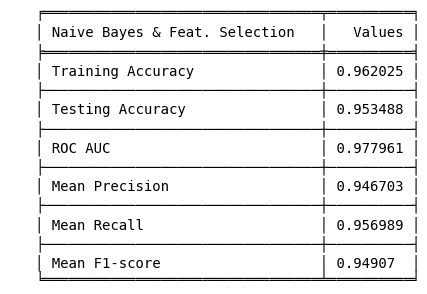 Naive Bayes & Feat. Selection Values
Training Accuracy 0.962025
Testing Accuracy 0.953488
ROC AUC 0.977961
Mean Precision 0.946703
Mean Recall 0.956989
Mean F1-score 0.94907